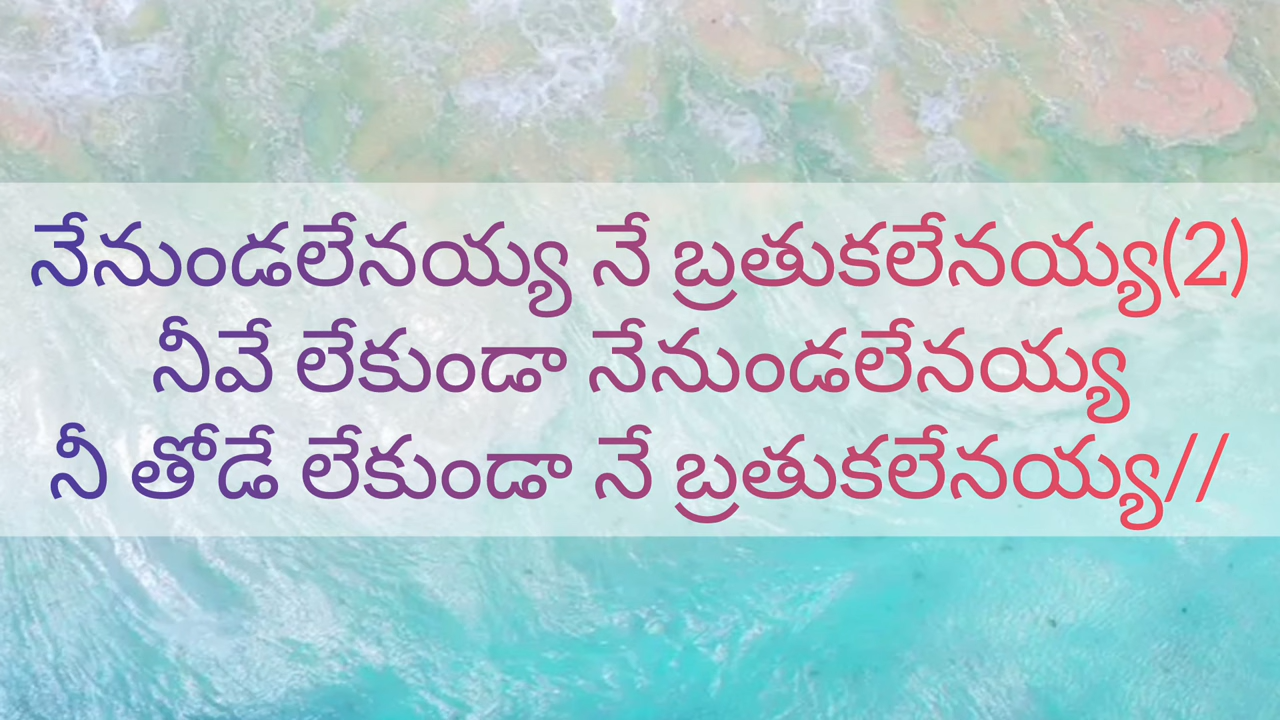 నేనుండలేనయ్య నే బ్రతుకలేనయ్య(2)
నీవే లేకుండా నేనుండలేనయ్య
నీ తోడే లేకుండా నే బ్రతుకలేనయ్య//